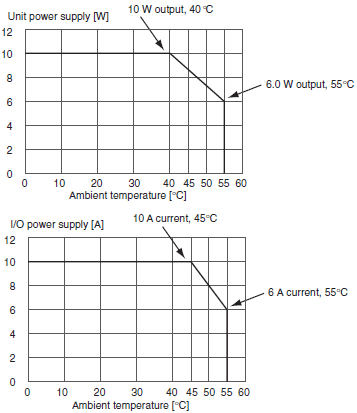 10 W output, 40 °C
Unit power supply [W]
12
10
8
6
4
2
0
6.0 W output, 55°C
0 10 20 30 40 45 50 55 60
Ambient temperature [°C]
10 A current, 45°C
I/O power supply [A]
12
10
8
6
4
2
0
6 A current, 55°C
0 10 20 30 40 45 50 55 60
Ambient temperature [°C]